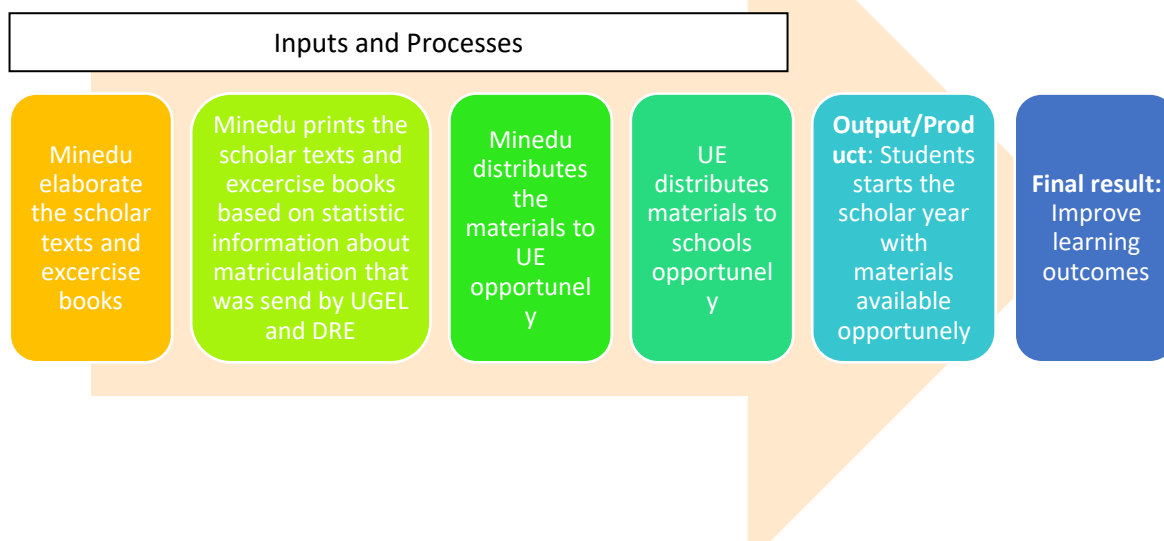 Inputs and Processes
Minedu
elaborate
the scholar
texts and
excercise
books
Minedu prints the
scholar texts and
excercise books
based on statistic
information about
matriculation that
was send by UGEL
and DRE
Minedu
distributes
the
materials to
UE
opportunel
y
UE
distributes
materials to
schools
opportunel
y
Output/Prod
uct: Students
starts the
scholar year
with
materials
available
opportunely
Final result:
Improve
learning
outcomes